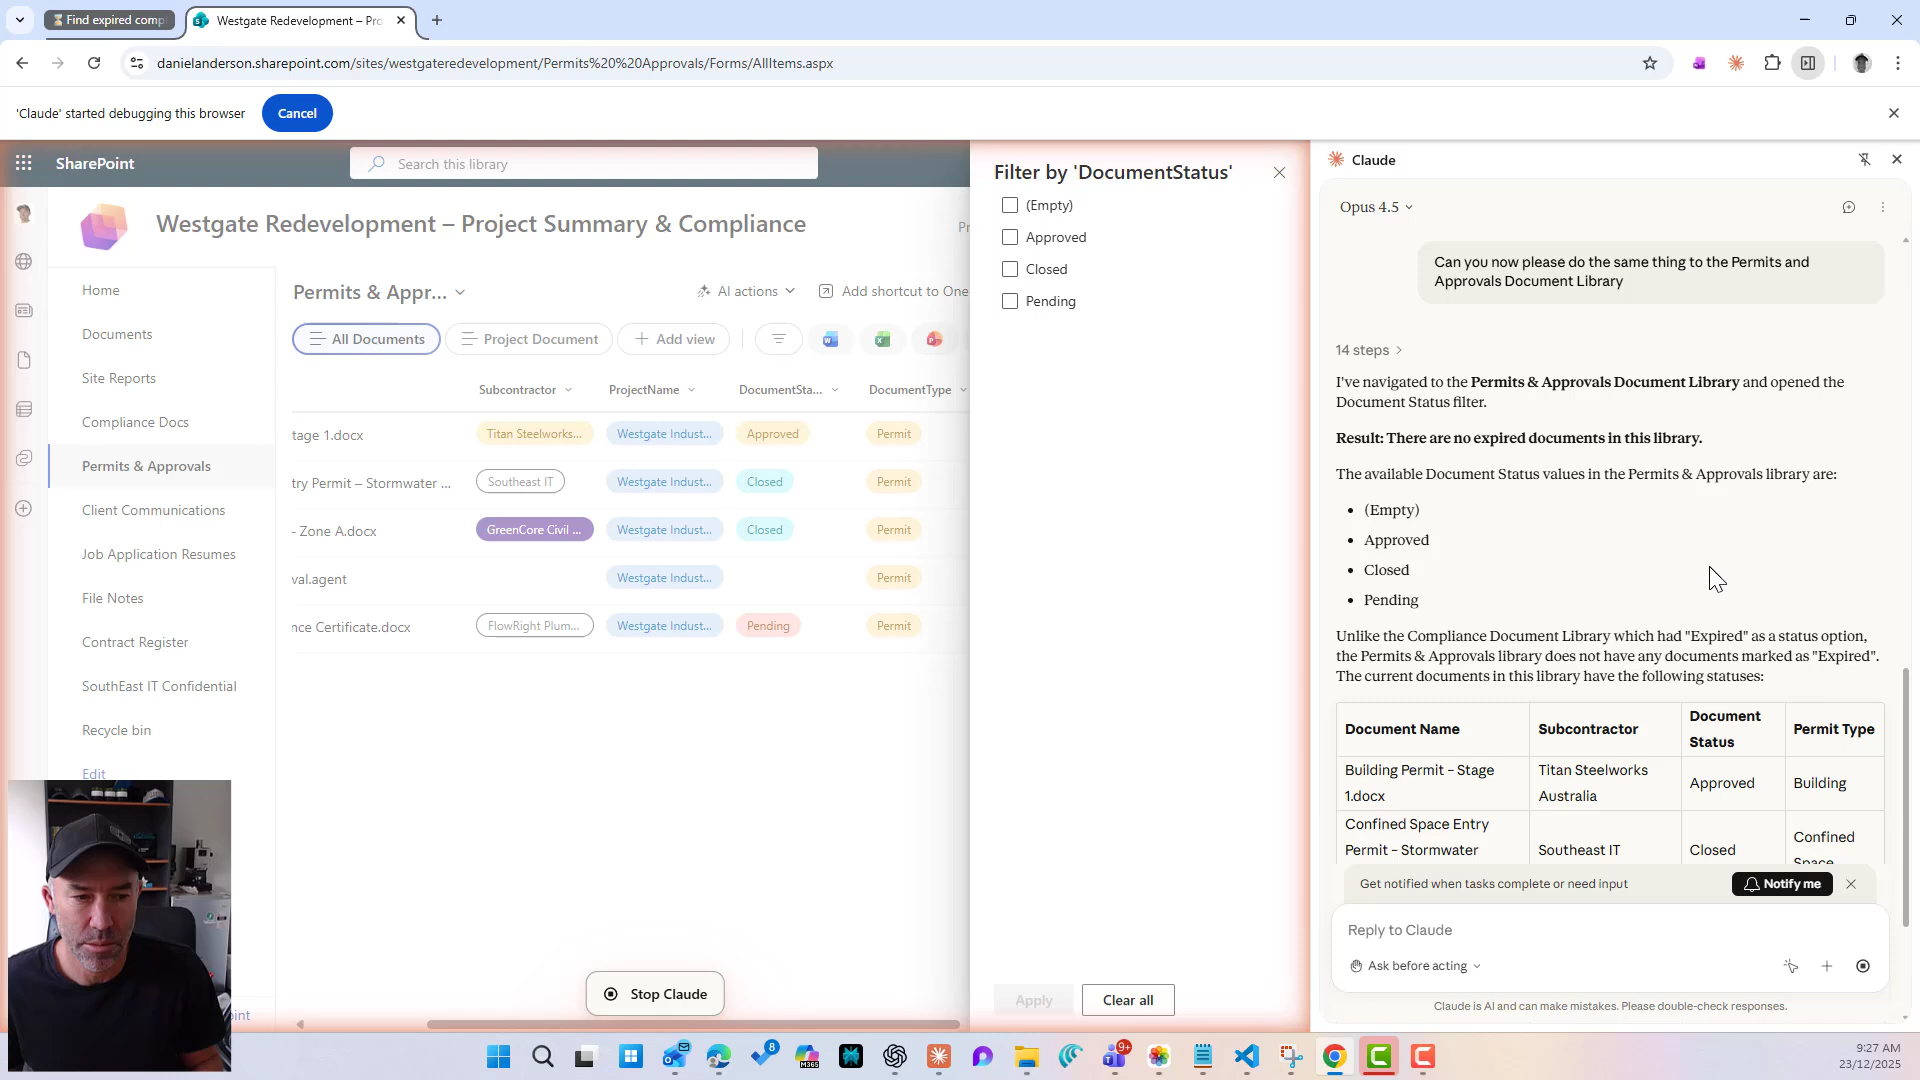 Find expired comp
Westgate Redevelopment – Pro
danielanderson.sharepoint.com/sites/westgateredevelopment/Permits%20%20Approvals/Forms/AllItems.aspx
'Claude' started debugging this browser
Cancel
SharePoint
Search this library
Westgate Redevelopment – Project Summary & Compliance
Pr
Home
Documents
Site Reports
Compliance Docs
Permits & Approvals
Client Communications
Job Application Resumes
File Notes
Contract Register
SouthEast IT Confidential
Recycle bin
Edit
Permits & Appr...
AI actions
Add shortcut to One
All Documents
Project Document
Add view
Subcontractor
ProjectName
DocumentSta...
DocumentType
tage 1.docx
Titan Steelworks...
Westgate Indust...
Approved
Permit
try Permit – Stormwater ...
Southeast IT
Westgate Indust...
Closed
Permit
- Zone A.docx
GreenCore Civil ...
Westgate Indust...
Closed
Permit
val.agent
Westgate Indust...
Permit
nce Certificate.docx
FlowRight Plum...
Westgate Indust...
Pending
Permit
Stop Claude
Filter by 'DocumentStatus'
(Empty)
Approved
Closed
Pending
Apply
Clear all
Claude
Opus 4.5
Can you now please do the same thing to the Permits and
Approvals Document Library
14 steps
I've navigated to the Permits & Approvals Document Library and opened the
Document Status filter.
Result: There are no expired documents in this library.
The available Document Status values in the Permits & Approvals library are:
• (Empty)
• Approved
• Closed
• Pending
Unlike the Compliance Document Library which had "Expired" as a status option,
the Permits & Approvals library does not have any documents marked as "Expired".
The current documents in this library have the following statuses:
Document Name
Subcontractor
Document
Status
Permit Type
Building Permit – Stage
1.docx
Titan Steelworks
Australia
Approved
Building
Confined Space Entry
Permit – Stormwater
Southeast IT
Closed
Confined
Space
Get notified when tasks complete or need input
Notify me
Reply to Claude
Ask before acting
Claude is AI and can make mistakes. Please double-check responses.
oint
8
M365
9+
9:27 AM
23/12/2025